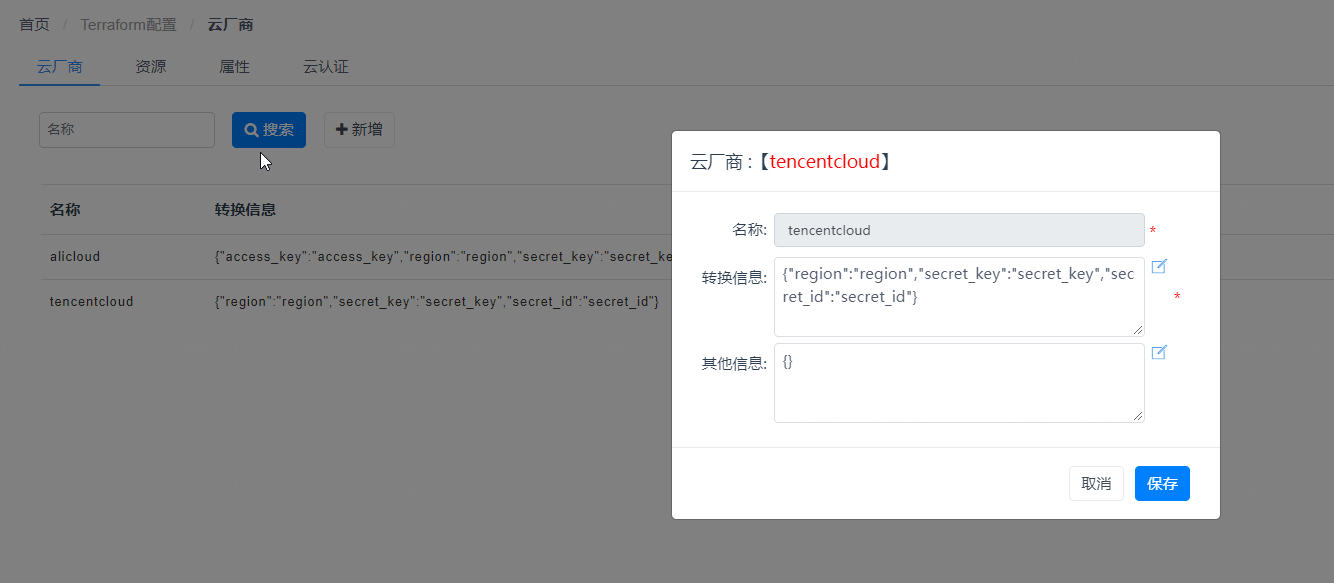 首页 / Terraform配置 / 云厂商
云厂商 资源 属性 云认证
名称 搜索 新增
名称 转换信息
alicloud {"access_key":"access_key","region":"region","secret_key":"secret_ke
tencentcloud {"region":"region","secret_key":"secret_key","secret_id":"secret_id"}
云厂商 :【tencentcloud】
名称: tencentcloud *
转换信息: {"region":"region","secret_key":"secret_key","sec
ret_id":"secret_id"} *
其他信息: {}
取消 保存